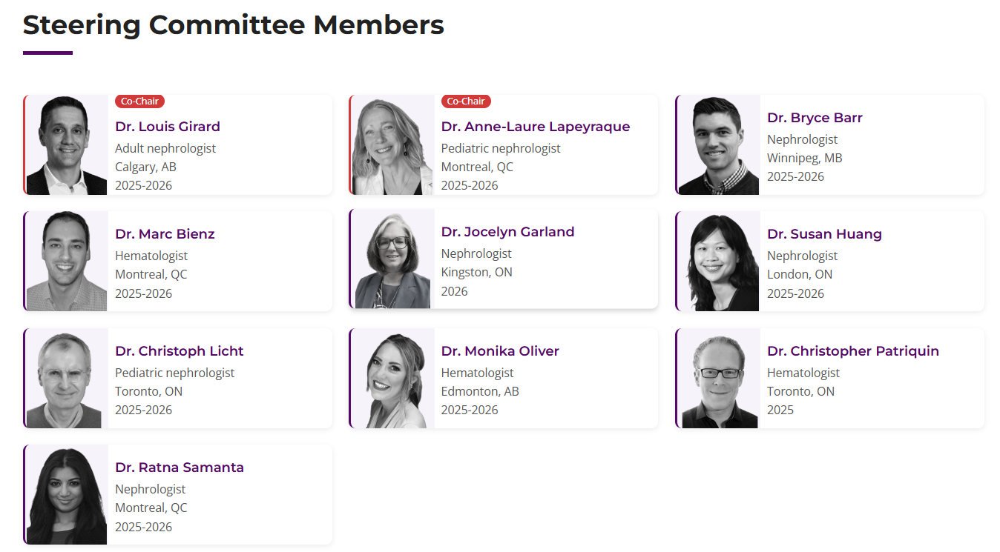 Steering Committee Members
Co-Chair
Dr. Louis Girard
Adult nephrologist
Calgary, AB
2025-2026
Co-Chair
Dr. Anne-Laure Lapeyraque
Pediatric nephrologist
Montreal, QC
2025-2026
Dr. Bryce Barr
Nephrologist
Winnipeg, MB
2025-2026
Dr. Marc Bienz
Hematologist
Montreal, QC
2025-2026
Dr. Jocelyn Garland
Nephrologist
Kingston, ON
2026
Dr. Susan Huang
Nephrologist
London, ON
2025-2026
Dr. Christoph Licht
Pediatric nephrologist
Toronto, ON
2025-2026
Dr. Monika Oliver
Hematologist
Edmonton, AB
2025-2026
Dr. Christopher Patriquin
Hematologist
Toronto, ON
2025
Dr. Ratna Samanta
Nephrologist
Montreal, QC
2025-2026